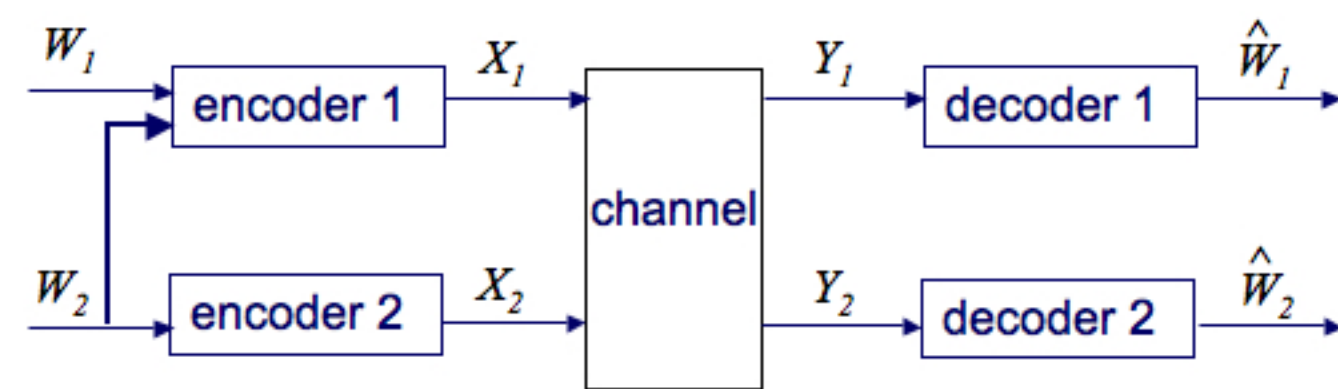 W₁ X₁ Y₁ Ŵ₁
encoder 1 decoder 1
channel
W₂ X₂ Y₂ Ŵ₂
encoder 2 decoder 2